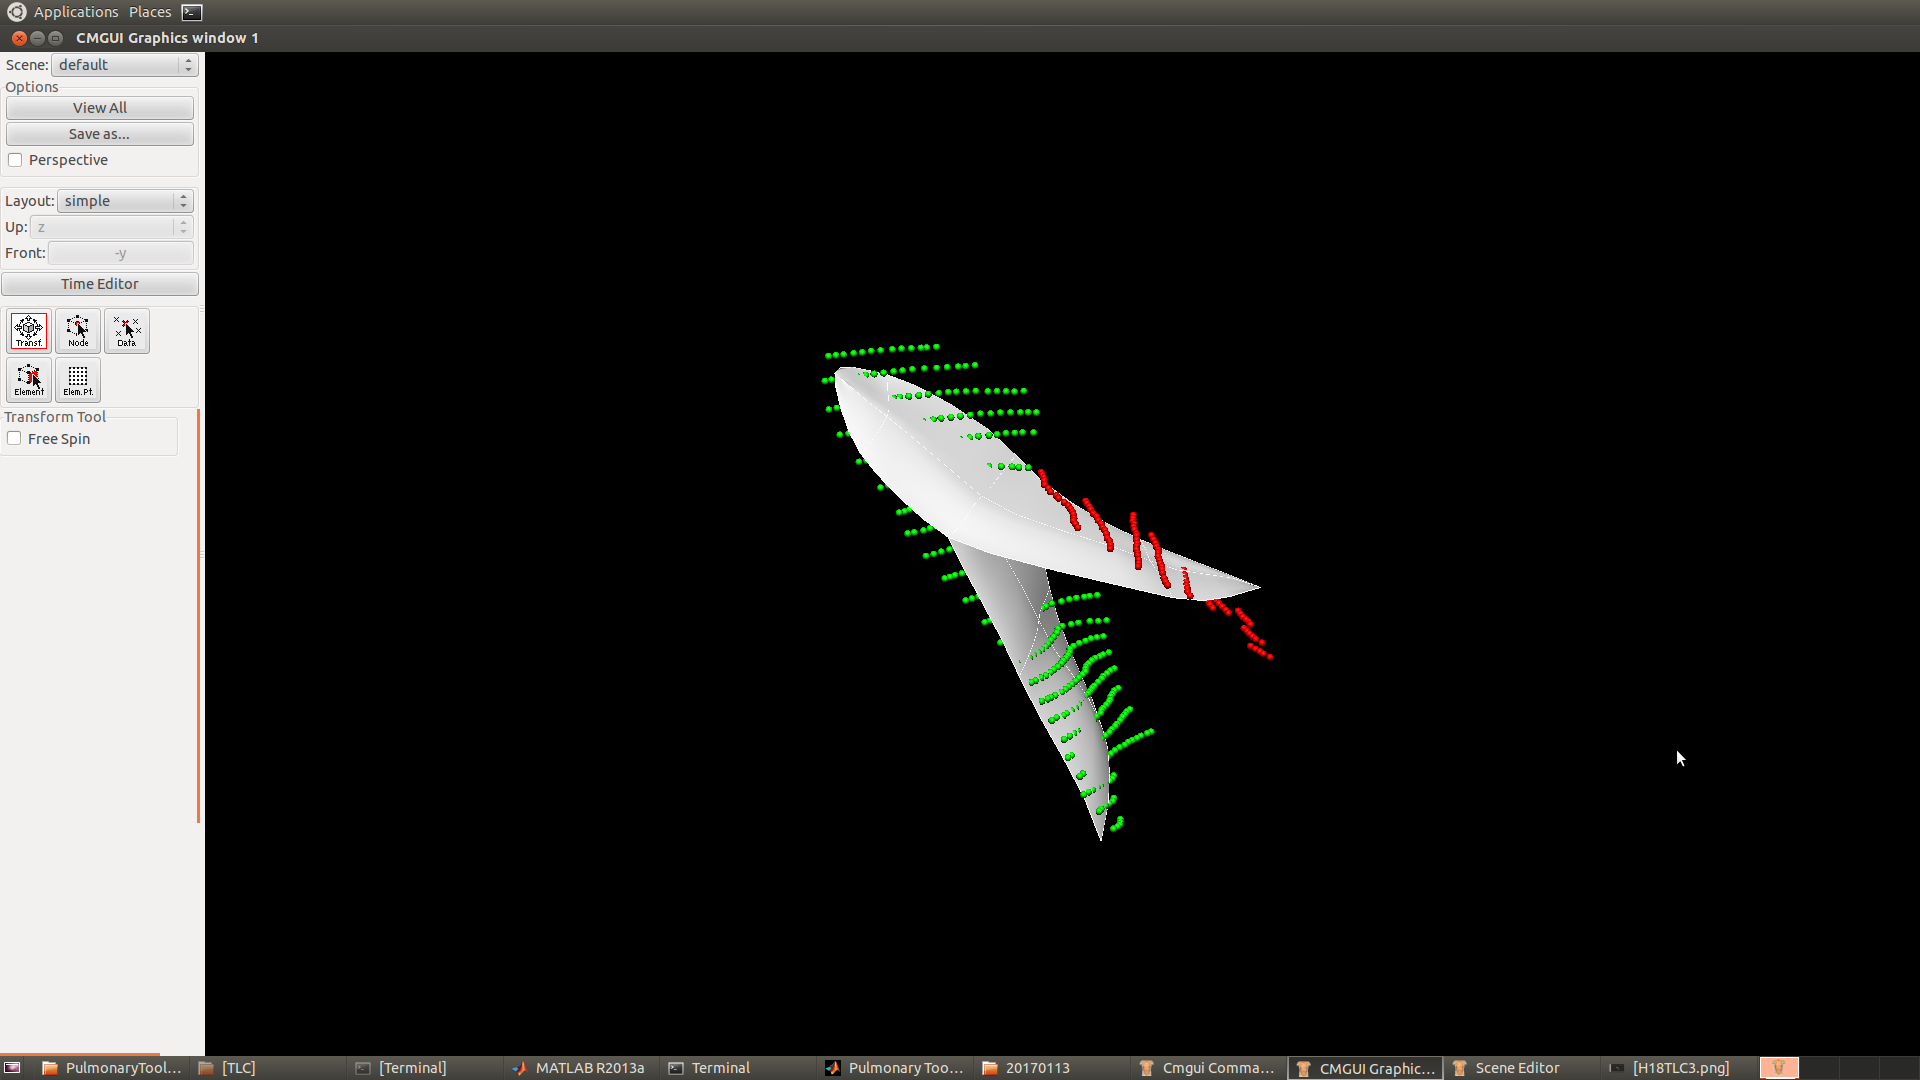 Applications Places
CMGUI Graphics window 1
Scene: default
Options
View All
Save as...
Perspective
Layout: simple
Up: z
Front: -y
Time Editor
Transf. Node Data
Element Elem.Pt.
Transform Tool
Free Spin
PulmonaryTool... [TLC] [Terminal] MATLAB R2013a Terminal Pulmonary Too... 20170113 Cmgui Comma... CMGUI Graphic... Scene Editor [H18TLC3.png]